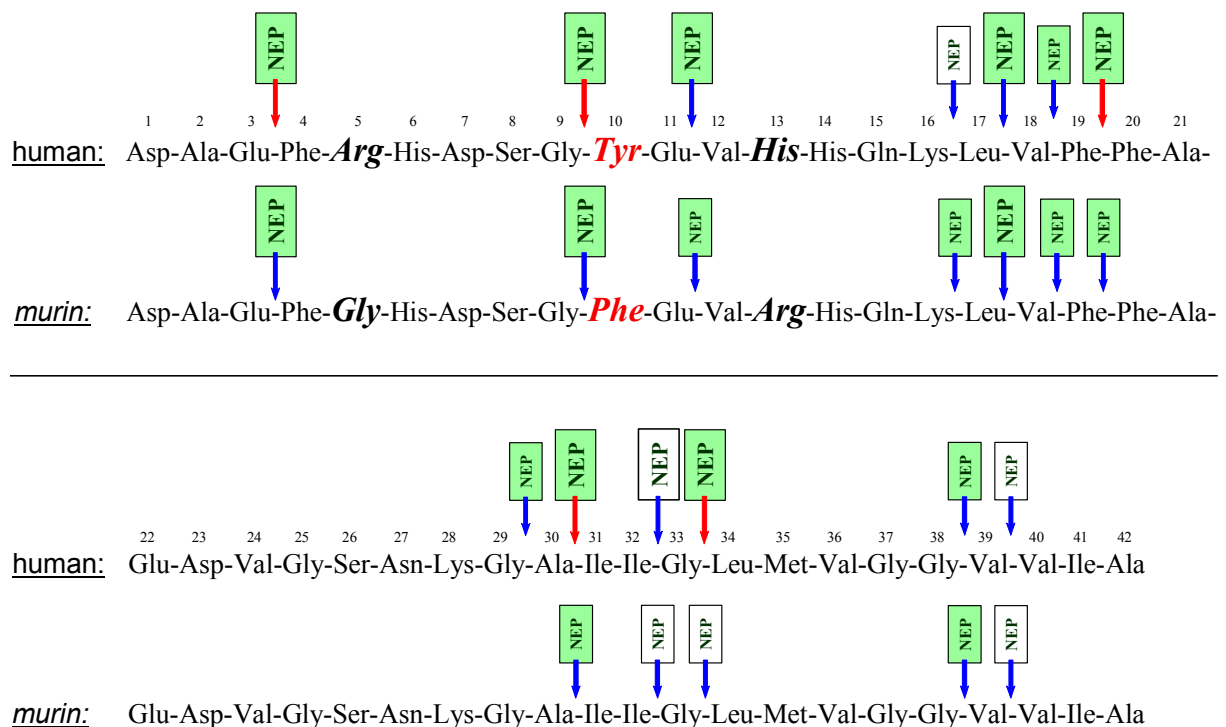 NEP NEP NEP NEP NEP NEP NEP
1 2 3 4 5 6 7 8 9 10 11 12 13 14 15 16 17 18 19 20 21
human: Asp-Ala-Glu-Phe-Arg-His-Asp-Ser-Gly-Tyr-Glu-Val-His-His-Gln-Lys-Leu-Val-Phe-Phe-Ala-
NEP NEP NEP NEP NEP NEP NEP
murin: Asp-Ala-Glu-Phe-Gly-His-Asp-Ser-Gly-Phe-Glu-Val-Arg-His-Gln-Lys-Leu-Val-Phe-Phe-Ala-
NEP NEP NEP NEP NEP NEP
22 23 24 25 26 27 28 29 30 31 32 33 34 35 36 37 38 39 40 41 42
human: Glu-Asp-Val-Gly-Ser-Asn-Lys-Gly-Ala-Ile-Ile-Gly-Leu-Met-Val-Gly-Gly-Val-Val-Ile-Ala
NEP NEP NEP NEP NEP
murin: Glu-Asp-Val-Gly-Ser-Asn-Lys-Gly-Ala-Ile-Ile-Gly-Leu-Met-Val-Gly-Gly-Val-Val-Ile-Ala